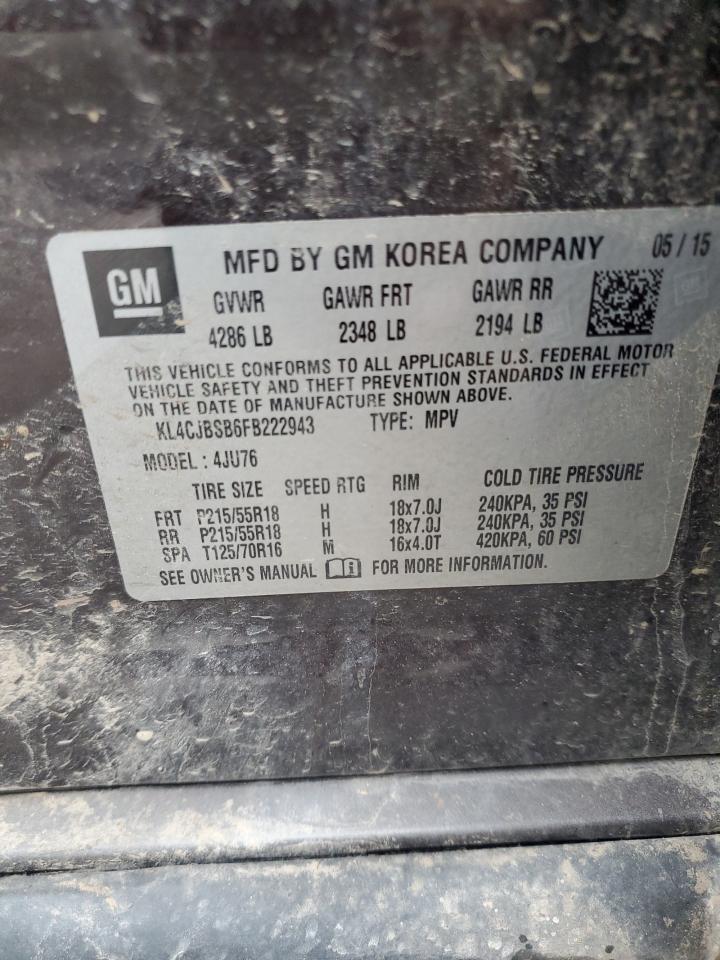 GM
MFD BY GM KOREA COMPANY 05 / 15
GVWR GAWR FRT GAWR RR
4286 LB 2348 LB 2194 LB
THIS VEHICLE CONFORMS TO ALL APPLICABLE U.S. FEDERAL MOTOR
VEHICLE SAFETY AND THEFT PREVENTION STANDARDS IN EFFECT
ON THE DATE OF MANUFACTURE SHOWN ABOVE.
KL4CJBSB6FB222943 TYPE: MPV
MODEL : 4JU76
TIRE SIZE SPEED RTG RIM COLD TIRE PRESSURE
FRT P215/55R18 H 18x7.0J 240KPA, 35 PSI
RR P215/55R18 H 18x7.0J 240KPA, 35 PSI
SPA T125/70R16 M 16x4.0T 420KPA, 60 PSI
SEE OWNER'S MANUAL FOR MORE INFORMATION.